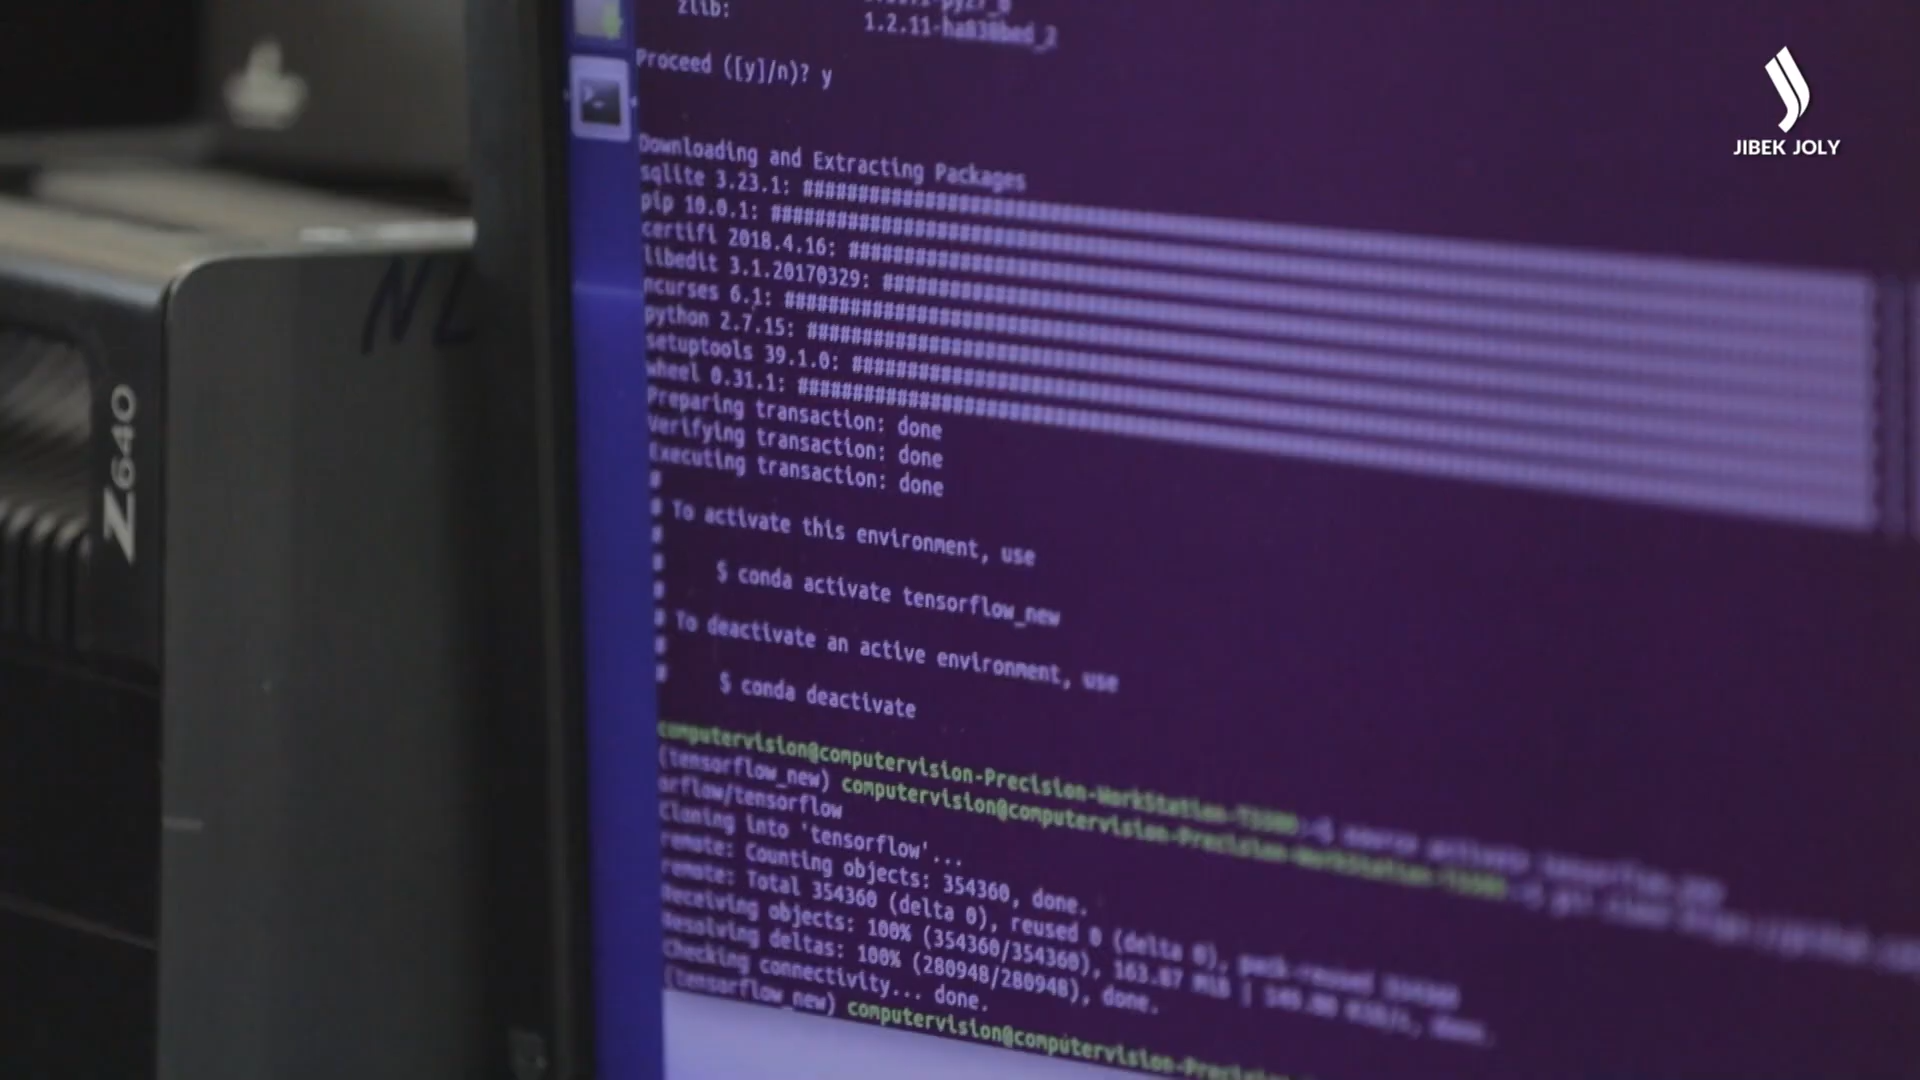 zlib:
1.2.11-ha838bed_2
Proceed ([y]/n)? y
Downloading and Extracting Packages
sqlite 3.23.1: ####################
pip 10.0.1: ####################
certifi 2018.4.16: ####################
libedit 3.1.20170329: ####################
ncurses 6.1: ####################
python 2.7.15: ####################
setuptools 39.1.0: ####################
wheel 0.31.1: ####################
Preparing transaction: done
Verifying transaction: done
Executing transaction: done
#
# To activate this environment, use
#
# $ conda activate tensorflow_new
#
# To deactivate an active environment, use
#
# $ conda deactivate
computervision@computervision-Precision-WorkStation-
(tensorflow_new) computervision@computervision-Precision-WorkStation-
orflow/tensorflow
Cloning into 'tensorflow'...
remote: Counting objects: 354360, done.
remote: Total 354360 (delta 0), reused 0 (delta 0), pack-reused 354360
Receiving objects: 100% (354360/354360), 163.87 MiB | done.
Resolving deltas: 100% (280948/280948), done.
Checking connectivity... done.
(tensorflow_new) computervision@computervision-Precision-
Z640
NL
JIBEK JOLY